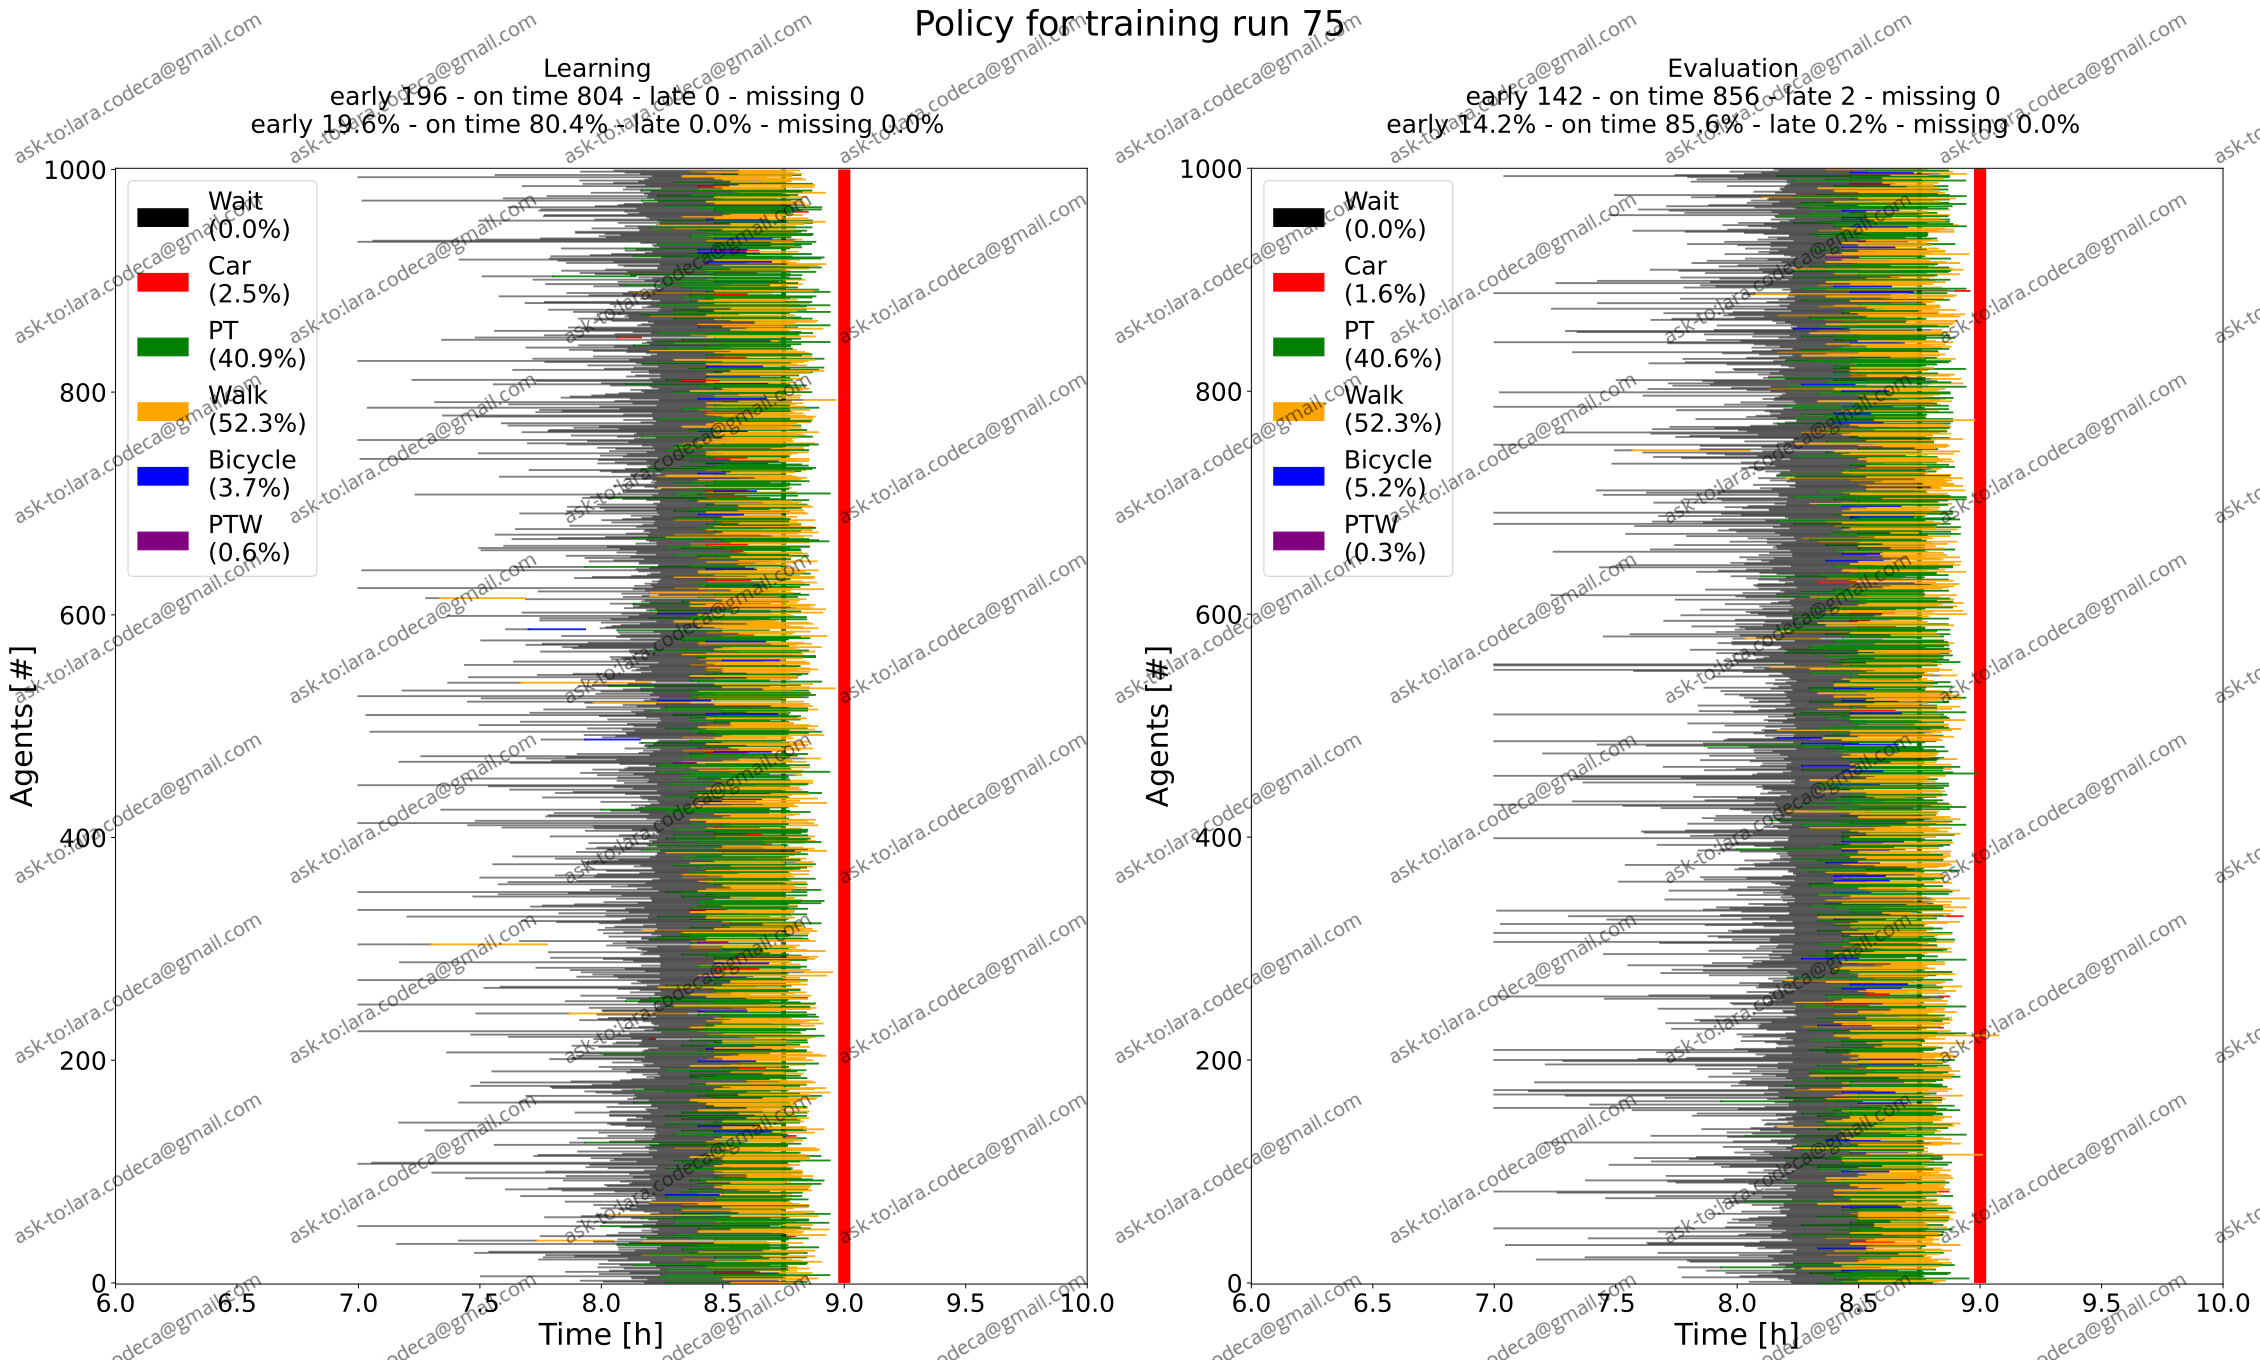 Policy for training run 75
Learning
early 196 - on time 804 - late 0 - missing 0
early 19.6% - on time 80.4% - late 0.0% - missing 0.0%
1000
800
600
400
200
0
Agents [#]
Wait
(0.0%)
Car
(2.5%)
PT
(40.9%)
Walk
(52.3%)
Bicycle
(3.7%)
PTW
(0.6%)
6.0 6.5 7.0 7.5 8.0 8.5 9.0 9.5 10.0
Time [h]
Evaluation
early 142 - on time 856 - late 2 - missing 0
early 14.2% - on time 85.6% - late 0.2% - missing 0.0%
1000
800
600
400
200
0
Agents [#]
Wait
(0.0%)
Car
(1.6%)
PT
(40.6%)
Walk
(52.3%)
Bicycle
(5.2%)
PTW
(0.3%)
6.0 6.5 7.0 7.5 8.0 8.5 9.0 9.5 10.0
Time [h]
ask-to:lara.codeca@gmail.com